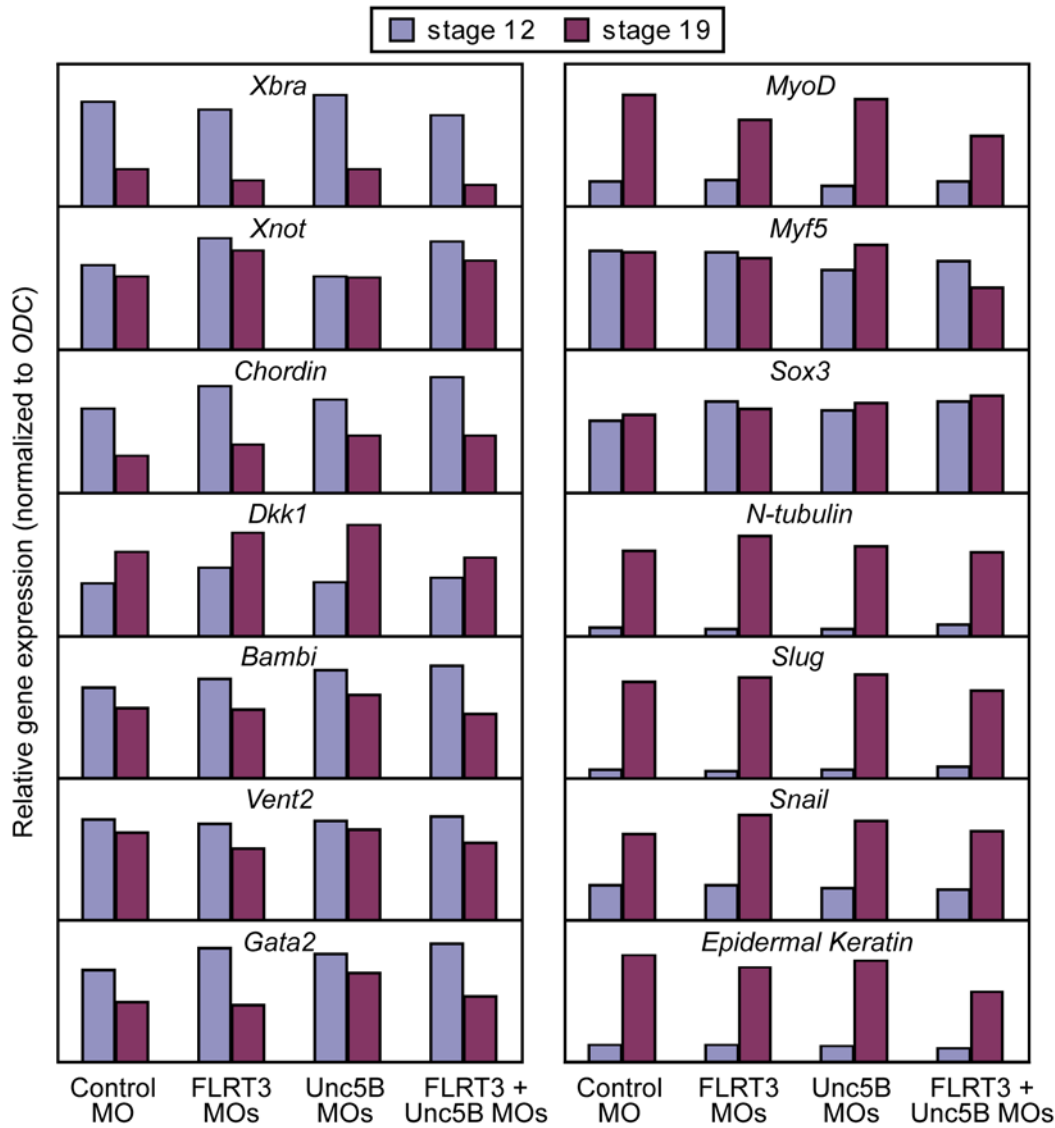 stage 12 stage 19
Relative gene expression (normalized to ODC)
Xbra
Xnot
Chordin
Dkk1
Bambi
Vent2
Gata2
Control
MO
FLRT3
MOs
Unc5B
MOs
FLRT3 +
Unc5B MOs
MyoD
Myf5
Sox3
N-tubulin
Slug
Snail
Epidermal Keratin
Control
MO
FLRT3
MOs
Unc5B
MOs
FLRT3 +
Unc5B MOs